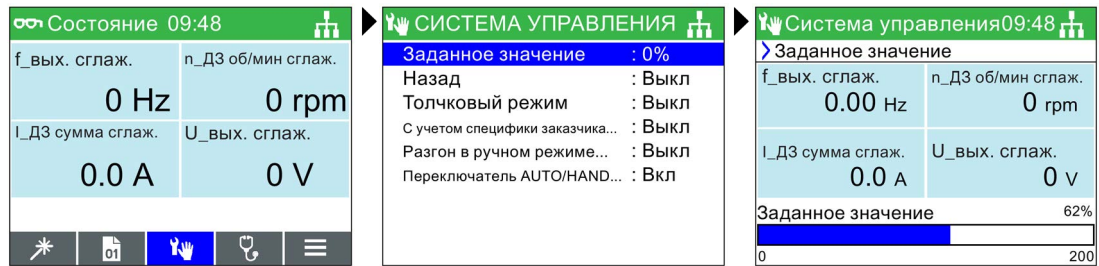 Состояние 09:48
f_вых. сглаж.
n_ДЗ об/мин сглаж.
0 Hz
0 rpm
I_ДЗ сумма сглаж.
U_вых. сглаж.
0.0 A
0 V
01
СИСТЕМА УПРАВЛЕНИЯ
Заданное значение : 0%
Назад : Выкл
Толчковый режим : Выкл
С учетом специфики заказчика... : Выкл
Разгон в ручном режиме... : Выкл
Переключатель AUTO/HAND... : Вкл
Система управления09:48
Заданное значение
f_вых. сглаж.
n_ДЗ об/мин сглаж.
0.00 Hz
0 rpm
I_ДЗ сумма сглаж.
U_вых. сглаж.
0.0 A
0 V
Заданное значение 62%
0 200